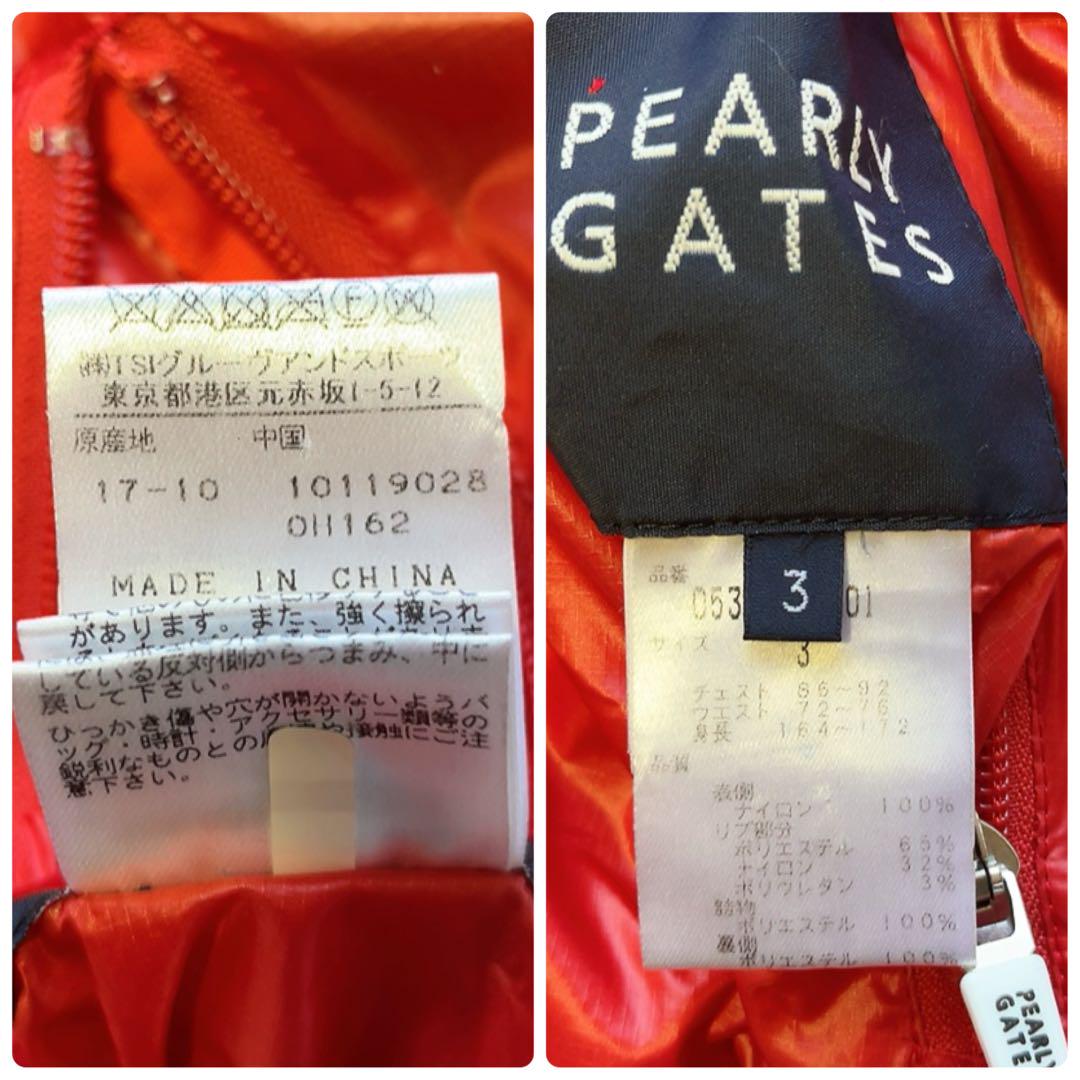 ㈱TSIグルーヴアンドスポーツ
東京都港区元赤坂1-5-12
原産地 中国
17-10 10119028
0H162
MADE IN CHINA
があります。また、強く擦られ
している反対側からつまみ、中に
戻して下さい。
ひっかき傷や穴が開かないようバ
ッグ・時計・アクセサリー類等の
鋭利なものとの にご注
意下さい。
PEARLY
GATES
3
品番 053 01
サイズ 3
チェスト 86〜92
ウエスト 72〜76
身長 164〜172
品質
表側
ナイロン 100%
リブ部分
ポリエステル 65%
ナイロン 32%
ポリウレタン 3%
詰物
ポリエステル 100%
裏側
ポリエステル 100%
PEARLY
GATE